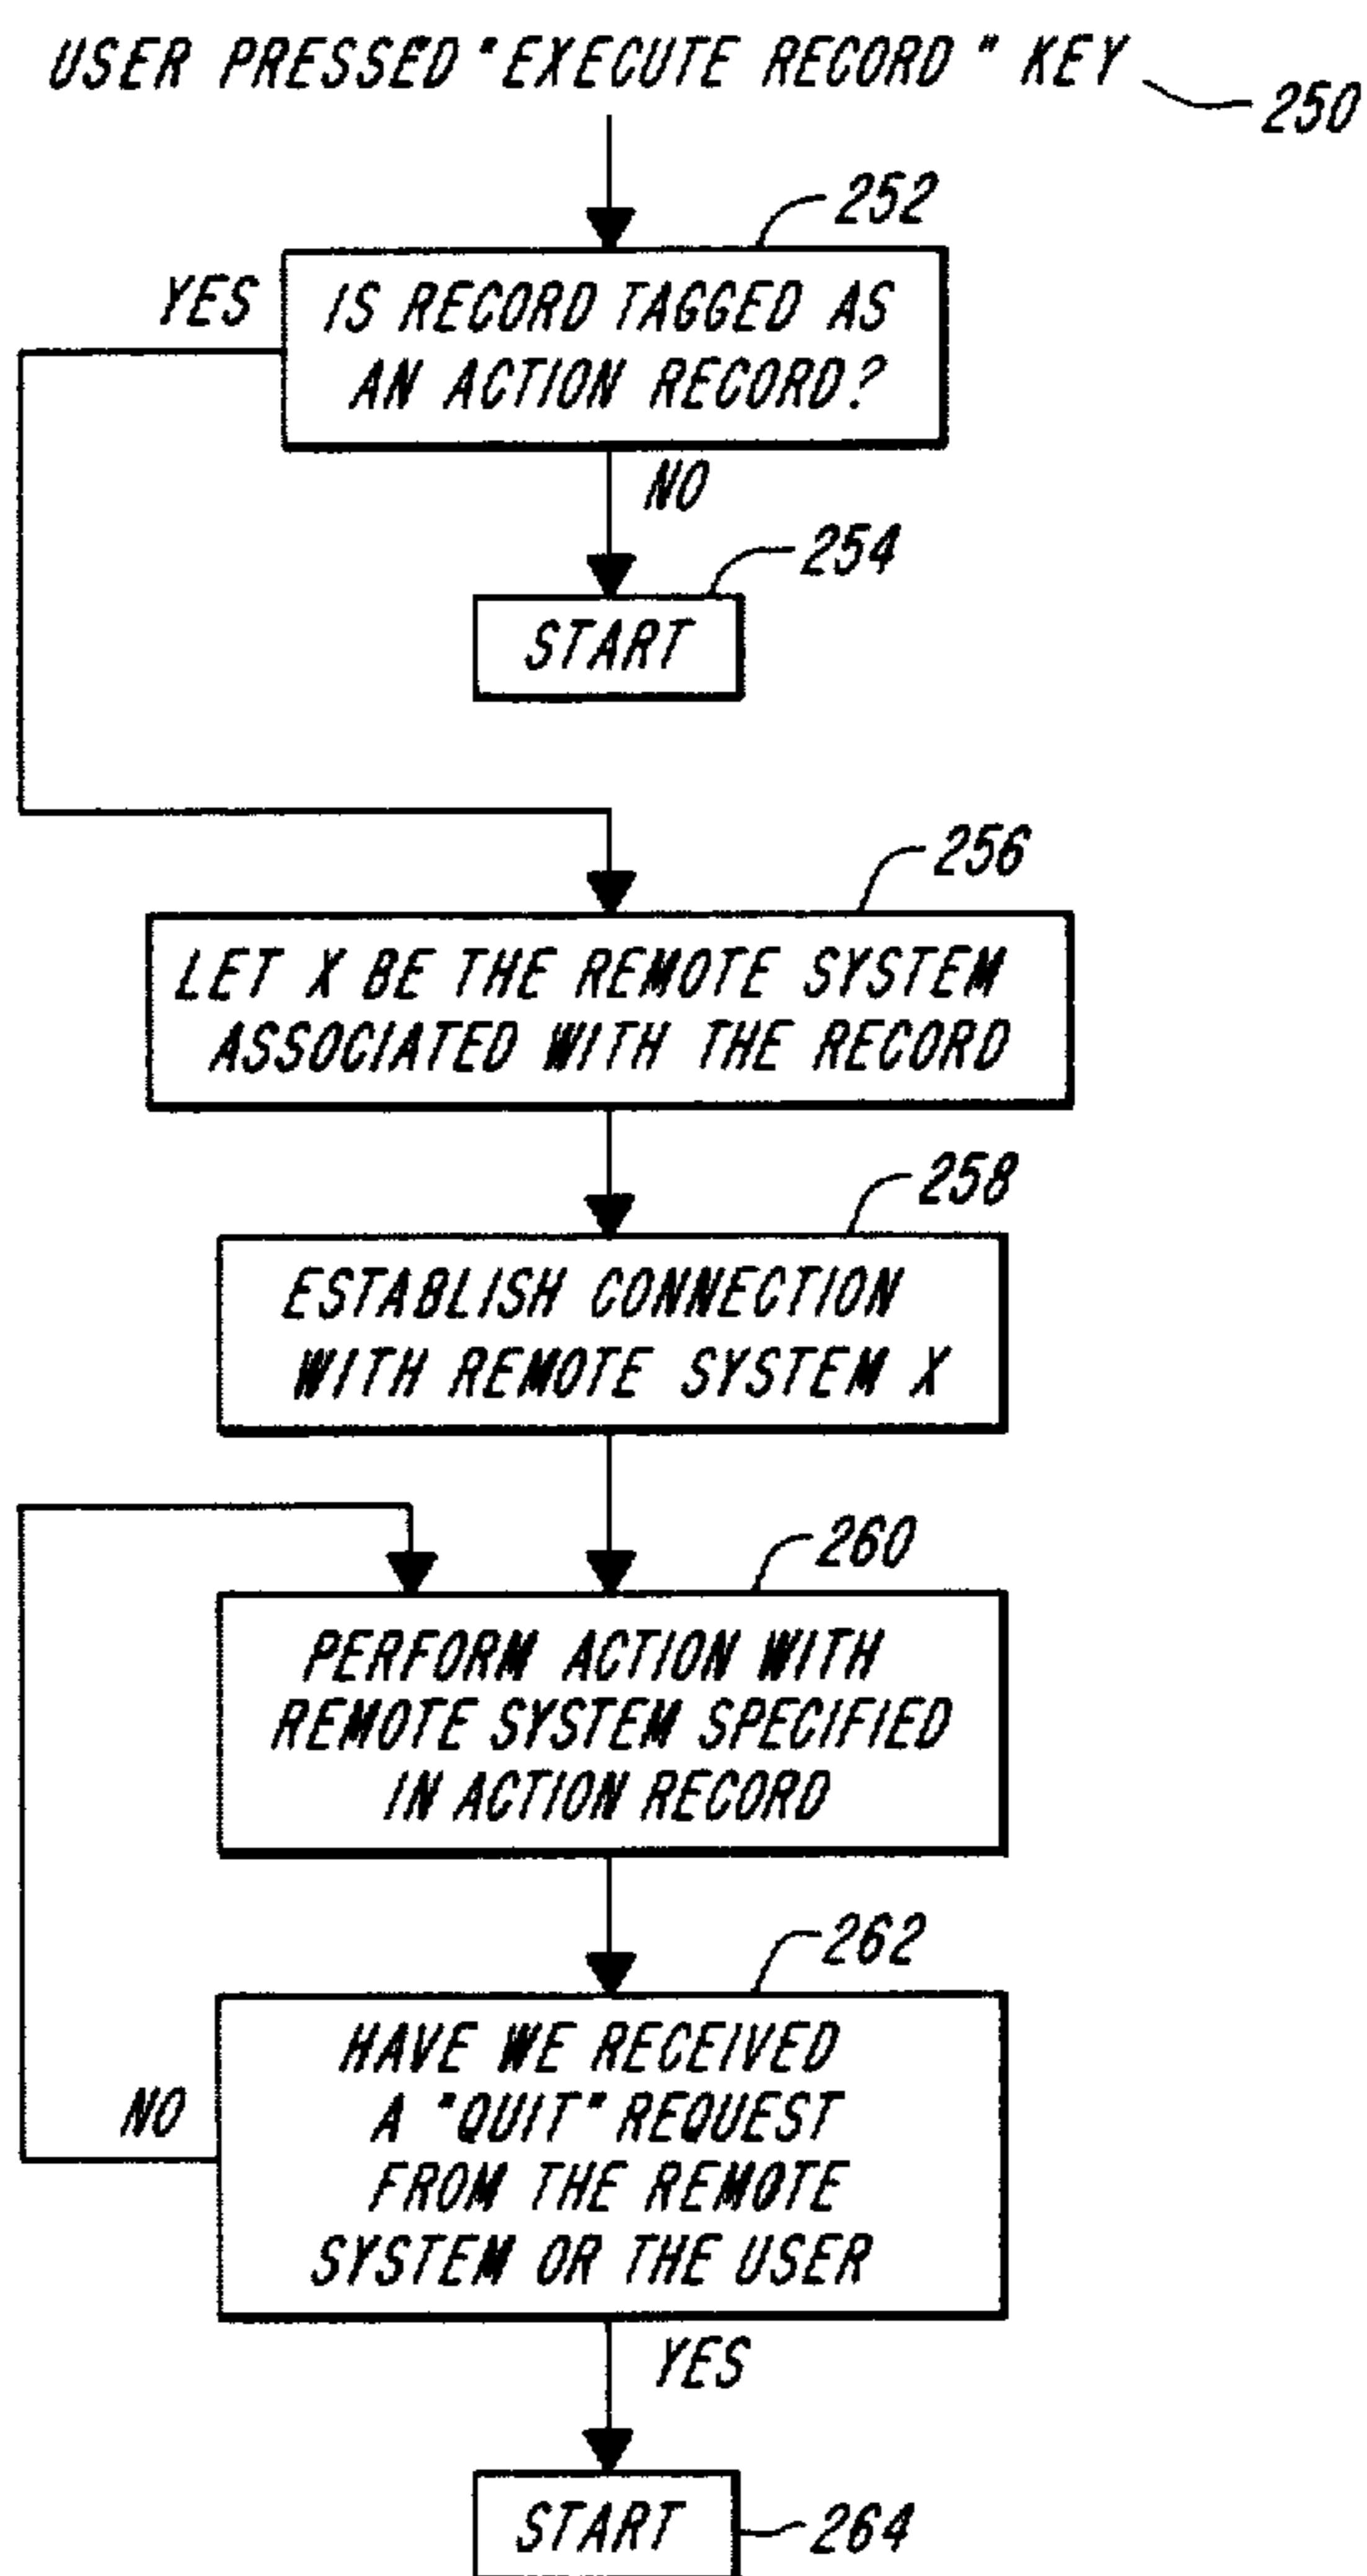 USER PRESSED "EXECUTE RECORD" KEY
250
252
YES
IS RECORD TAGGED AS
AN ACTION RECORD?
NO
254
START
256
LET X BE THE REMOTE SYSTEM
ASSOCIATED WITH THE RECORD
258
ESTABLISH CONNECTION
WITH REMOTE SYSTEM X
260
PERFORM ACTION WITH
REMOTE SYSTEM SPECIFIED
IN ACTION RECORD
262
HAVE WE RECEIVED
A "QUIT" REQUEST
FROM THE REMOTE
SYSTEM OR THE USER
NO
YES
START
264